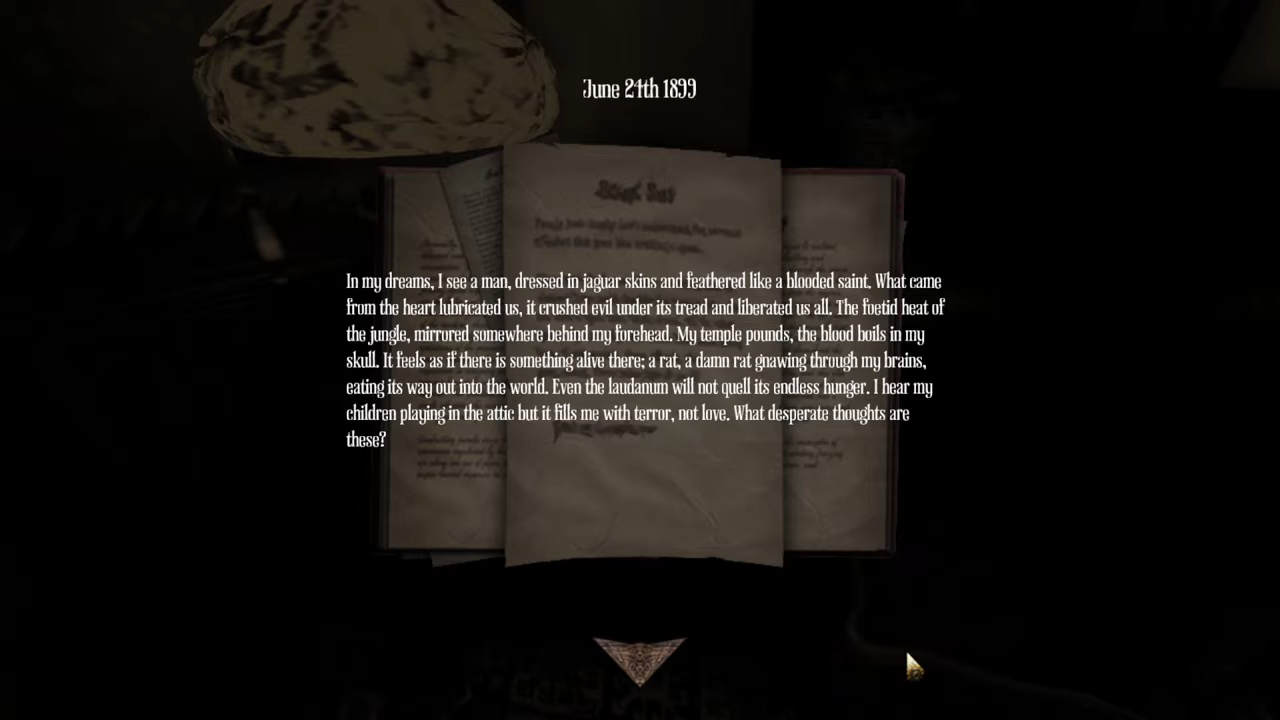 June 24th 1899
In my dreams, I see a man, dressed in jaguar skins and feathered like a blooded saint. What came
from the heart lubricated us, it crushed evil under its tread and liberated us all. The foetid heat of
the jungle, mirrored somewhere behind my forehead. My temple pounds, the blood boils in my
skull. It feels as if there is something alive there; a rat, a damn rat gnawing through my brains,
eating its way out into the world. Even the laudanum will not quell its endless hunger. I hear my
children playing in the attic but it fills me with terror, not love. What desperate thoughts are
these?